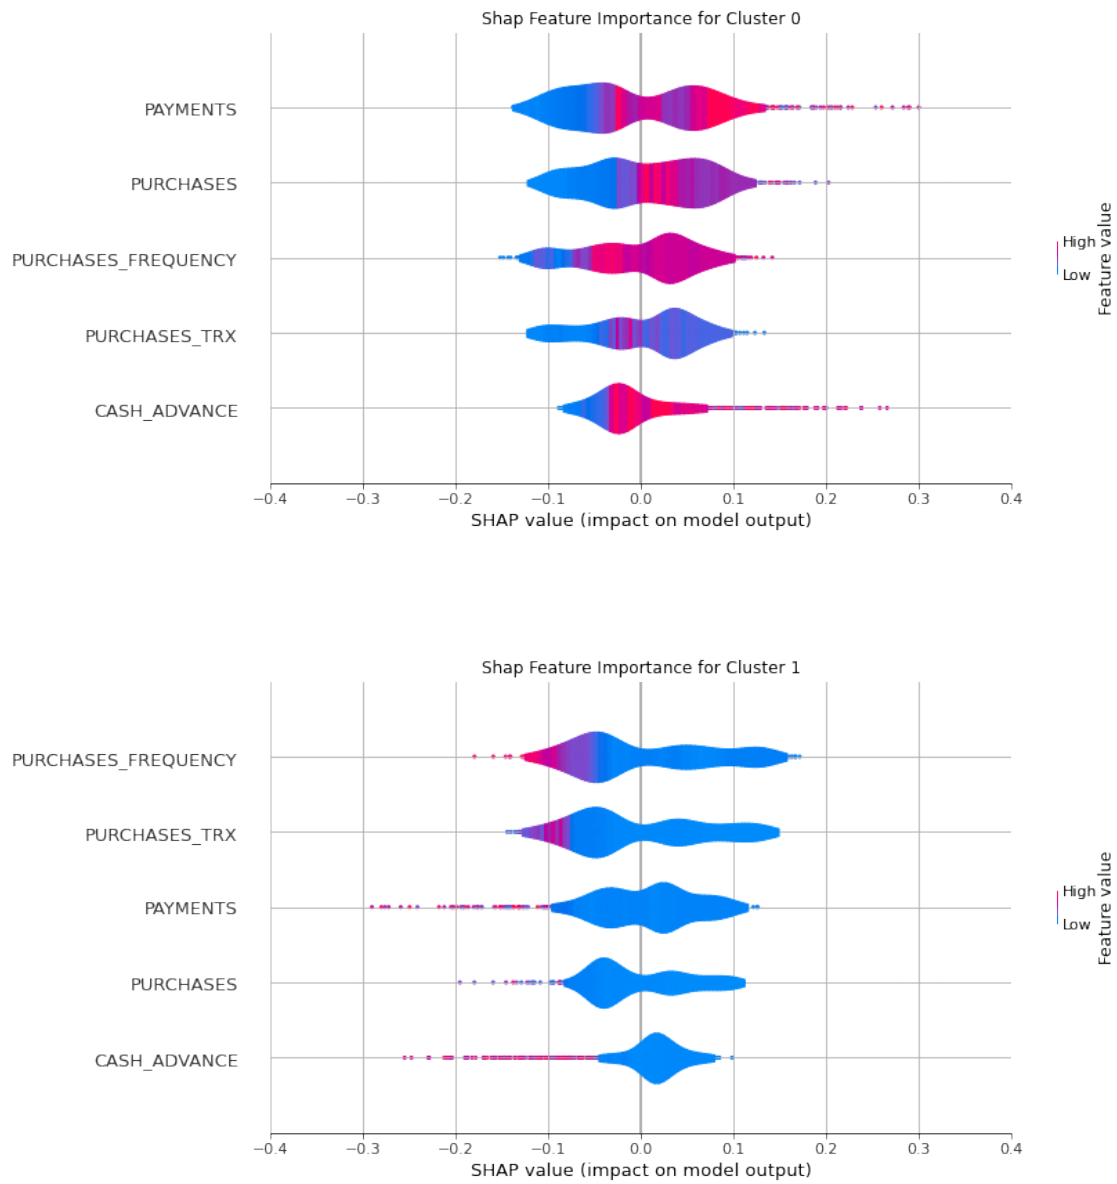 Shap Feature Importance for Cluster 0
PAYMENTS
PURCHASES
PURCHASES_FREQUENCY
PURCHASES_TRX
CASH_ADVANCE
−0.4 −0.3 −0.2 −0.1 0.0 0.1 0.2 0.3 0.4
SHAP value (impact on model output)
High
Low
Feature value
Shap Feature Importance for Cluster 1
PURCHASES_FREQUENCY
PURCHASES_TRX
PAYMENTS
PURCHASES
CASH_ADVANCE
−0.4 −0.3 −0.2 −0.1 0.0 0.1 0.2 0.3 0.4
SHAP value (impact on model output)
High
Low
Feature value